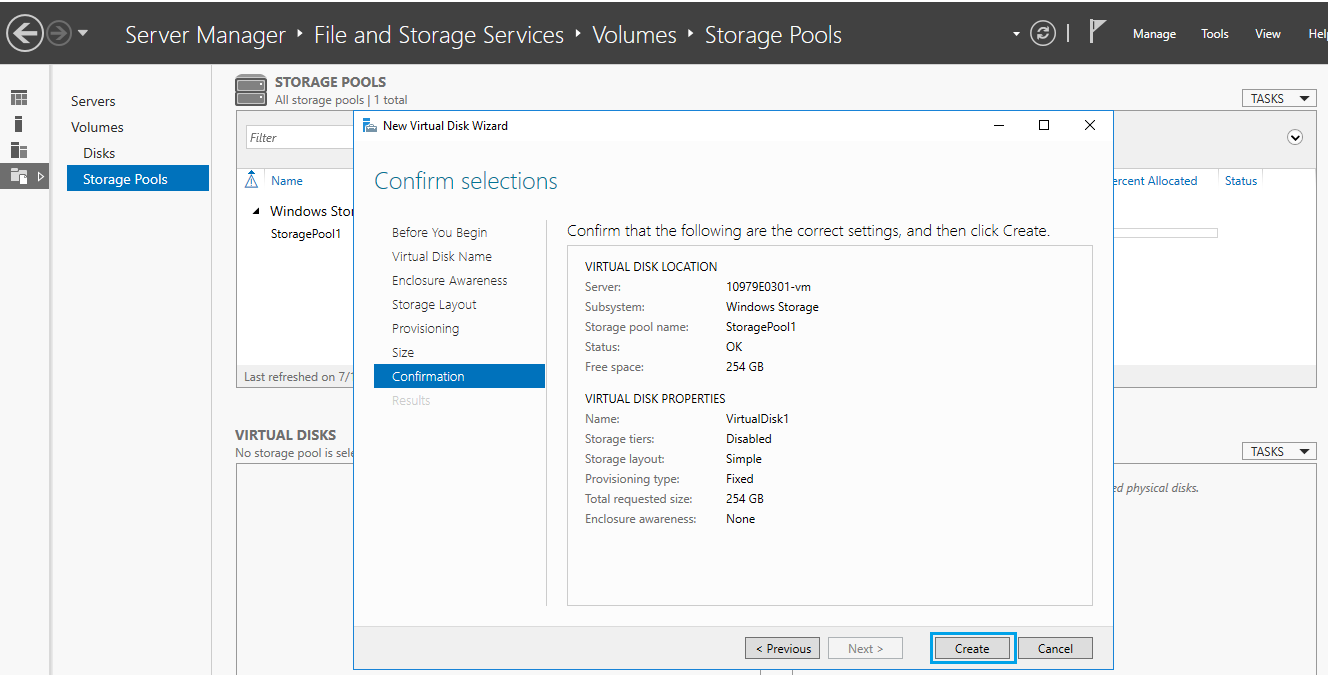 Server Manager ‣ File and Storage Services ‣ Volumes ‣ Storage Pools
Manage Tools View Help
Servers
Volumes
Disks
Storage Pools
STORAGE POOLS
All storage pools | 1 total
TASKS
Filter
Name
ercent Allocated Status
Windows Stor
StoragePool1
Last refreshed on 7/1
VIRTUAL DISKS
No storage pool is sele
TASKS
ed physical disks.
New Virtual Disk Wizard
Confirm selections
Before You Begin
Virtual Disk Name
Enclosure Awareness
Storage Layout
Provisioning
Size
Confirmation
Results
Confirm that the following are the correct settings, and then click Create.
VIRTUAL DISK LOCATION
Server: 10979E0301-vm
Subsystem: Windows Storage
Storage pool name: StoragePool1
Status: OK
Free space: 254 GB
VIRTUAL DISK PROPERTIES
Name: VirtualDisk1
Storage tiers: Disabled
Storage layout: Simple
Provisioning type: Fixed
Total requested size: 254 GB
Enclosure awareness: None
< Previous Next > Create Cancel